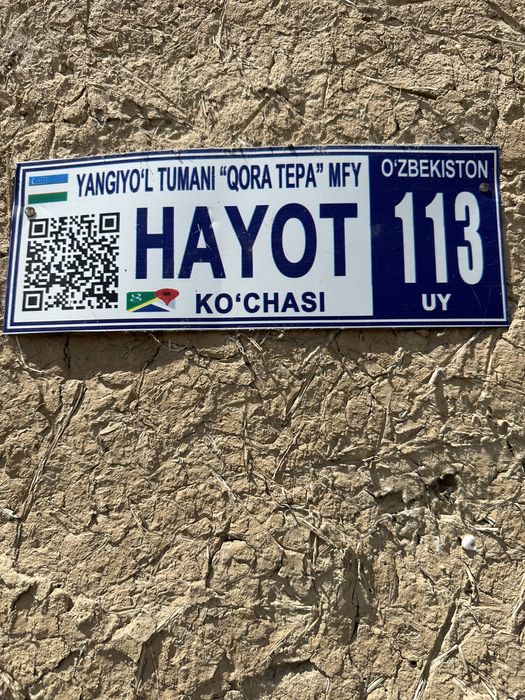 YANGIYO‘L TUMANI “QORA TEPA” MFY
HAYOT
KO‘CHASI
O‘ZBEKISTON
113
UY